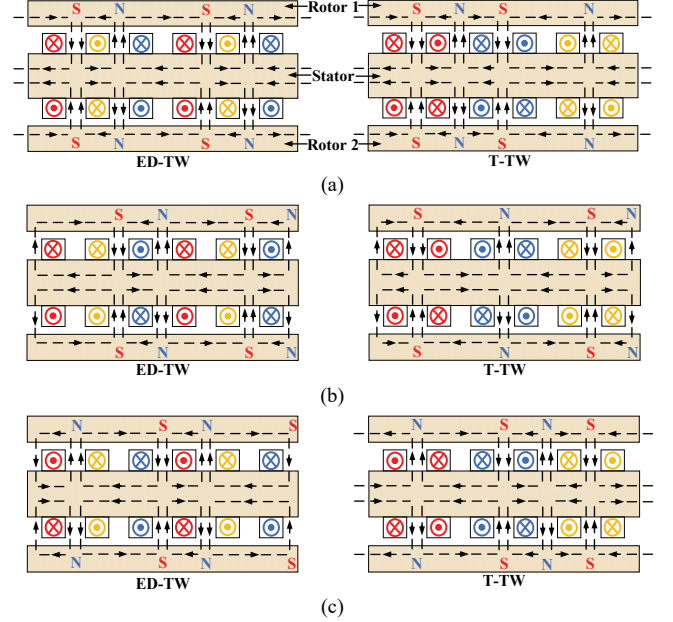 S N S N Rotor 1 S N S N
Stator
S N S N Rotor 2 S N S N
ED-TW T-TW
(a)
S N S N S N S N
S N S N S N S N
ED-TW T-TW
(b)
N S N S N S N S
N S N S N S N S
ED-TW T-TW
(c)